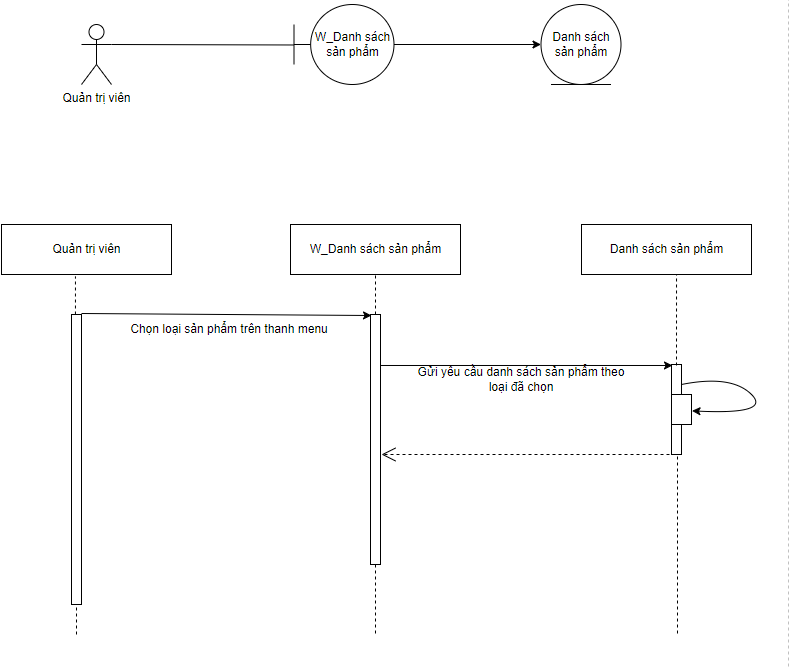 W_Danh sách
sản phẩm
Danh sách
sản phẩm
Quản trị viên
Quản trị viên
W_Danh sách sản phẩm
Danh sách sản phẩm
Chọn loại sản phẩm trên thanh menu
Gửi yêu cầu danh sách sản phẩm theo
loại đã chọn